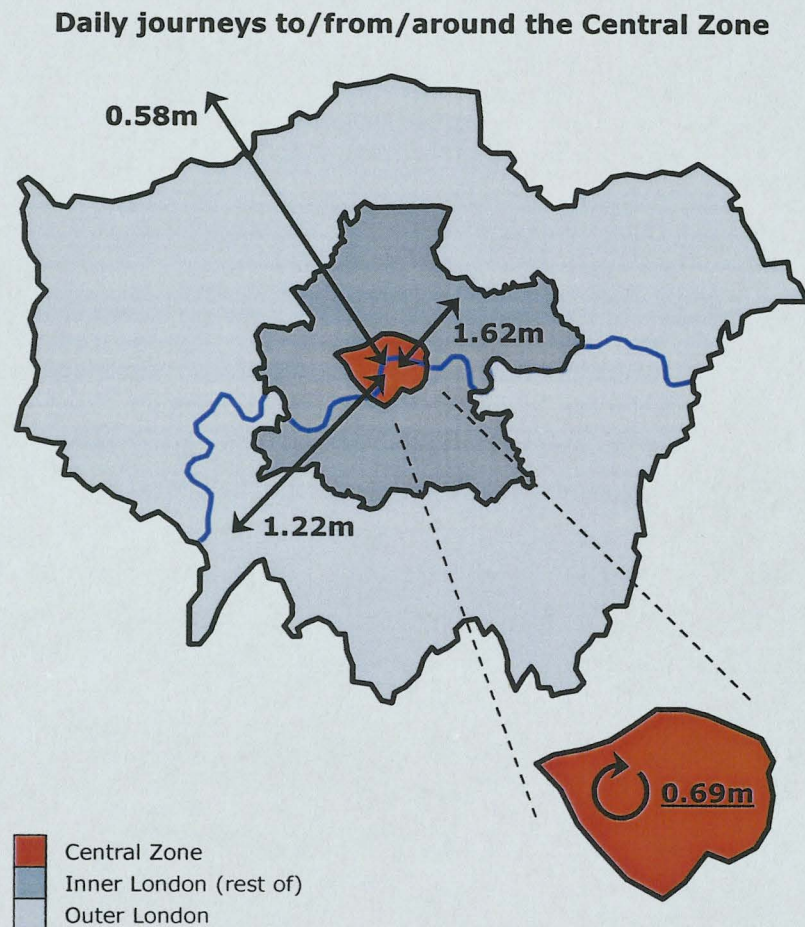 Daily journeys to/from/around the Central Zone
0.58m
1.62m
1.22m
0.69m
Central Zone
Inner London (rest of)
Outer London